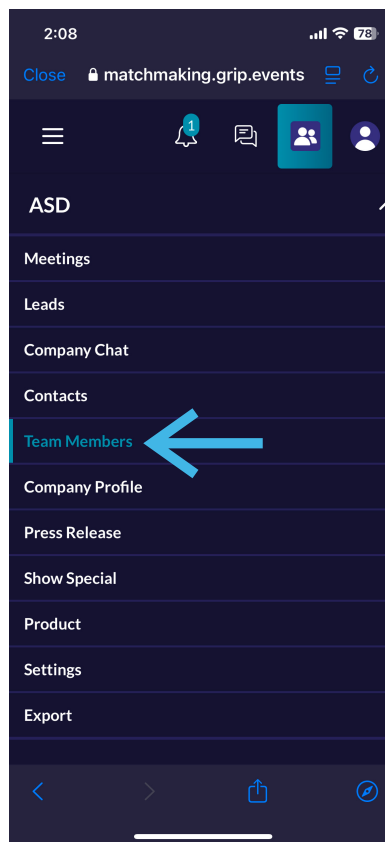 2:08
78
Close matchmaking.grip.events
1
ASD
Meetings
Leads
Company Chat
Contacts
Team Members
Company Profile
Press Release
Show Special
Product
Settings
Export